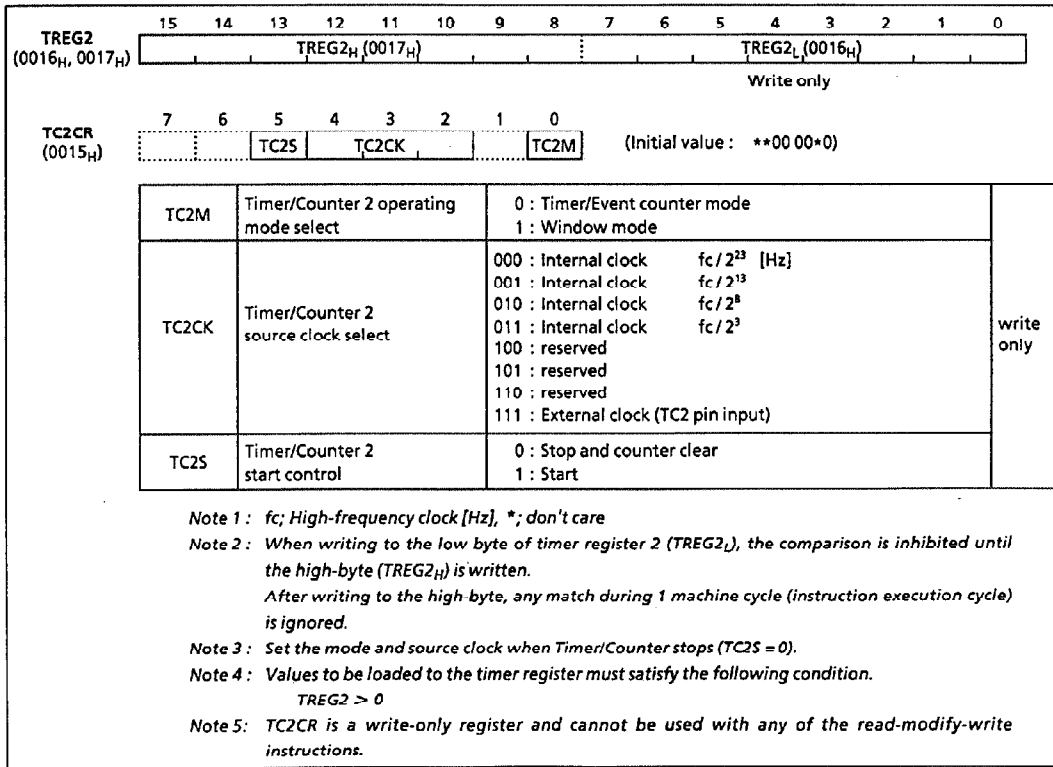 15 14 13 12 11 10 9 8 7 6 5 4 3 2 1 0
TREG2
(0016H, 0017H)
TREG2H (0017H) TREG2L (0016H)
Write only
7 6 5 4 3 2 1 0
TC2CR
(0015H)
TC2S TC2CK TC2M (Initial value : **00 00*0)
TC2M
Timer/Counter 2 operating
mode select
0 : Timer/Event counter mode
1 : Window mode
TC2CK
Timer/Counter 2
source clock select
000 : Internal clock fc / 2²³ [Hz]
001 : Internal clock fc / 2¹³
010 : Internal clock fc / 2⁸
011 : Internal clock fc / 2³
100 : reserved
101 : reserved
110 : reserved
111 : External clock (TC2 pin input)
write
only
TC2S
Timer/Counter 2
start control
0 : Stop and counter clear
1 : Start
Note 1 : fc; High-frequency clock [Hz], *; don't care
Note 2 : When writing to the low byte of timer register 2 (TREG2L), the comparison is inhibited until
the high-byte (TREG2H) is written.
After writing to the high-byte, any match during 1 machine cycle (instruction execution cycle)
is ignored.
Note 3 : Set the mode and source clock when Timer/Counter stops (TC2S = 0).
Note 4 : Values to be loaded to the timer register must satisfy the following condition.
TREG2 > 0
Note 5: TC2CR is a write-only register and cannot be used with any of the read-modify-write
instructions.